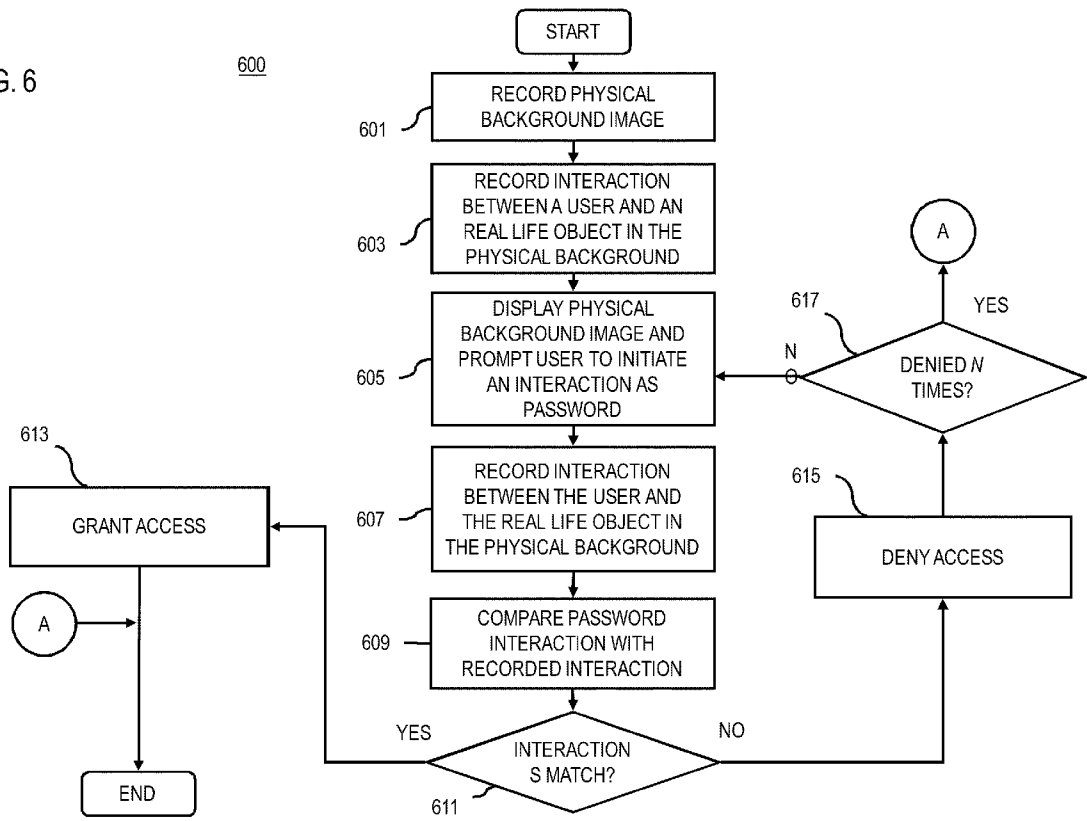 G. 6
600
START
RECORD PHYSICAL
BACKGROUND IMAGE
601
RECORD INTERACTION
BETWEEN A USER AND AN
REAL LIFE OBJECT IN THE
PHYSICAL BACKGROUND
603
DISPLAY PHYSICAL
BACKGROUND IMAGE AND
PROMPT USER TO INITIATE
AN INTERACTION AS
PASSWORD
605
A
617
YES
N
O
DENIED N
TIMES?
613
GRANT ACCESS
RECORD INTERACTION
BETWEEN THE USER AND
THE REAL LIFE OBJECT IN
THE PHYSICAL BACKGROUND
607
615
DENY ACCESS
A
COMPARE PASSWORD
INTERACTION WITH
RECORDED INTERACTION
609
YES
NO
INTERACTION
S MATCH?
611
END